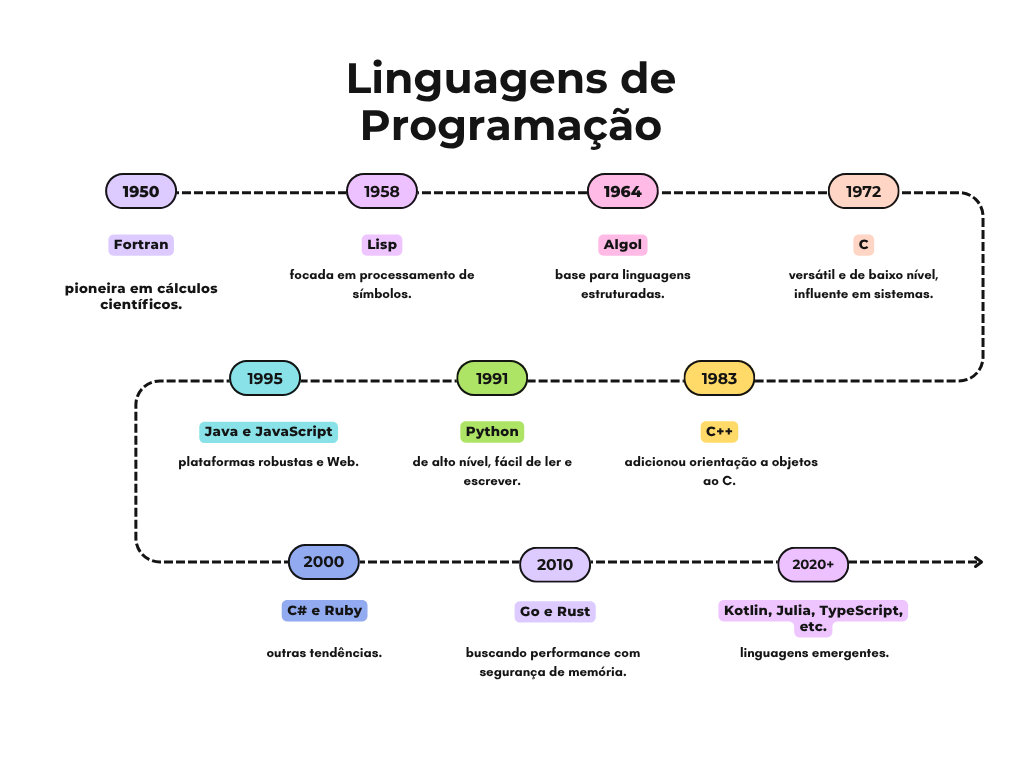 Linguagens de
Programação
1950
1958
1964
1972
Fortran
Lisp
Algol
C
pioneira em cálculos
científicos.
focada em processamento de
símbolos.
base para linguagens
estruturadas.
versátil e de baixo nível,
influente em sistemas.
1995
1991
1983
Java e JavaScript
Python
C++
plataformas robustas e Web.
de alto nível, fácil de ler e
escrever.
adicionou orientação a objetos
ao C.
2000
2010
2020+
C# e Ruby
Go e Rust
Kotlin, Julia, TypeScript,
etc.
outras tendências.
buscando performance com
segurança de memória.
linguagens emergentes.